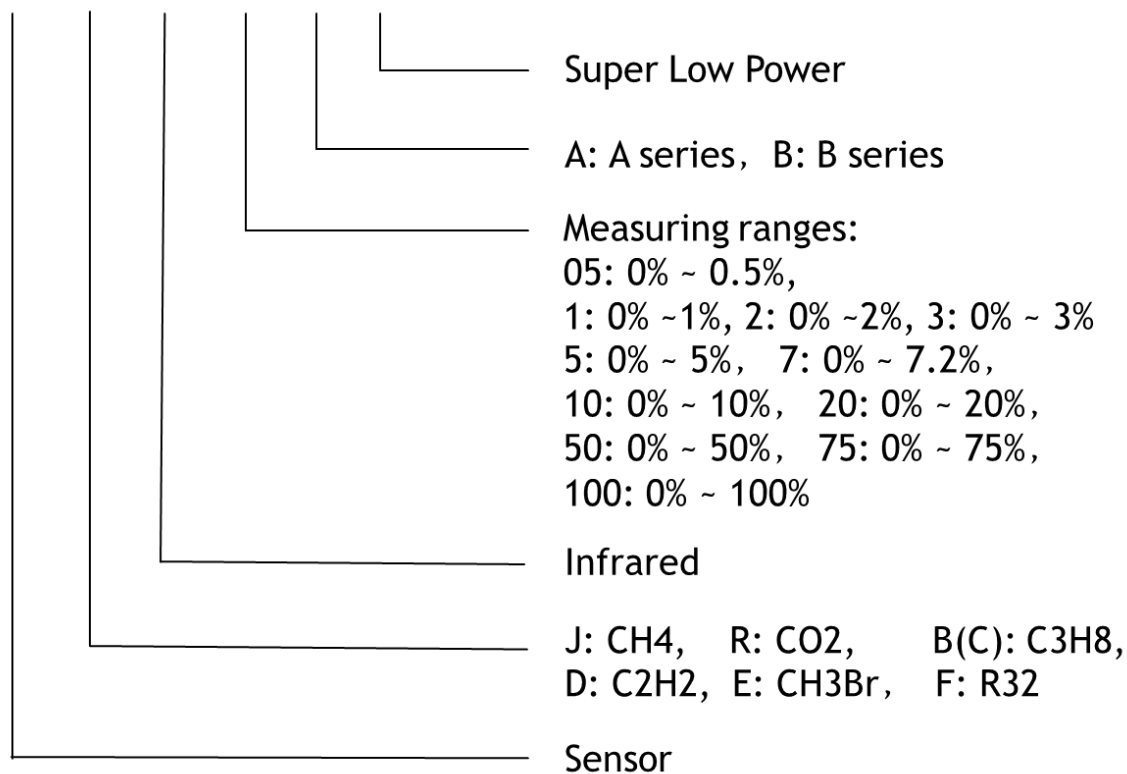 Super Low Power
A: A series，B: B series
Measuring ranges:
05: 0% ~ 0.5%,
1: 0% ~1%, 2: 0% ~2%, 3: 0% ~ 3%
5: 0% ~ 5%， 7: 0% ~ 7.2%，
10: 0% ~ 10%， 20: 0% ~ 20%，
50: 0% ~ 50%， 75: 0% ~ 75%，
100: 0% ~ 100%
Infrared
J: CH4, R: CO2, B(C): C3H8,
D: C2H2, E: CH3Br， F: R32
Sensor